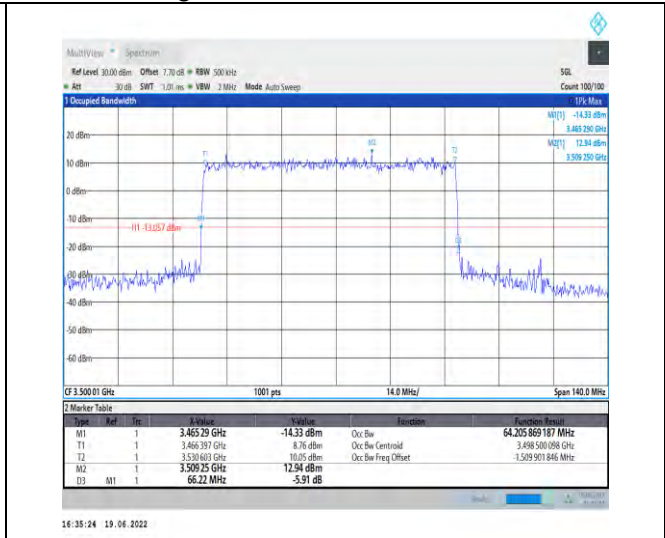 MultiView Spectrum
Ref Level 30.00 dBm Offset 7.70 dB RBW 500 kHz SGL
Att 30 dB SWT 1.01 ms VBW 2 MHz Mode Auto Sweep Count 100/100
1 Occupied Bandwidth 1Pk Max
M1[1] -14.33 dBm
3.465 290 GHz
20 dBm M2[1] 12.94 dBm
3.509 250 GHz
10 dBm
0 dBm
-10 dBm
H1 -13.057 dBm
-20 dBm
-30 dBm
-40 dBm
-50 dBm
-60 dBm
CF 3.500 01 GHz 1001 pts 14.0 MHz/ Span 140.0 MHz
2 Marker Table
Type Ref Trc X-Value Y-Value Function Function Result
M1 1 3.465 29 GHz -14.33 dBm Occ Bw 64.205 869 187 MHz
T1 1 3.466 397 GHz 8.76 dBm Occ Bw Centroid 3.498 500 098 GHz
T2 1 3.530 603 GHz 10.05 dBm Occ Bw Freq Offset -1.509 901 846 MHz
M2 1 3.509 25 GHz 12.94 dBm
D3 M1 1 66.22 MHz -5.91 dB
16:35:24 19.06.2022